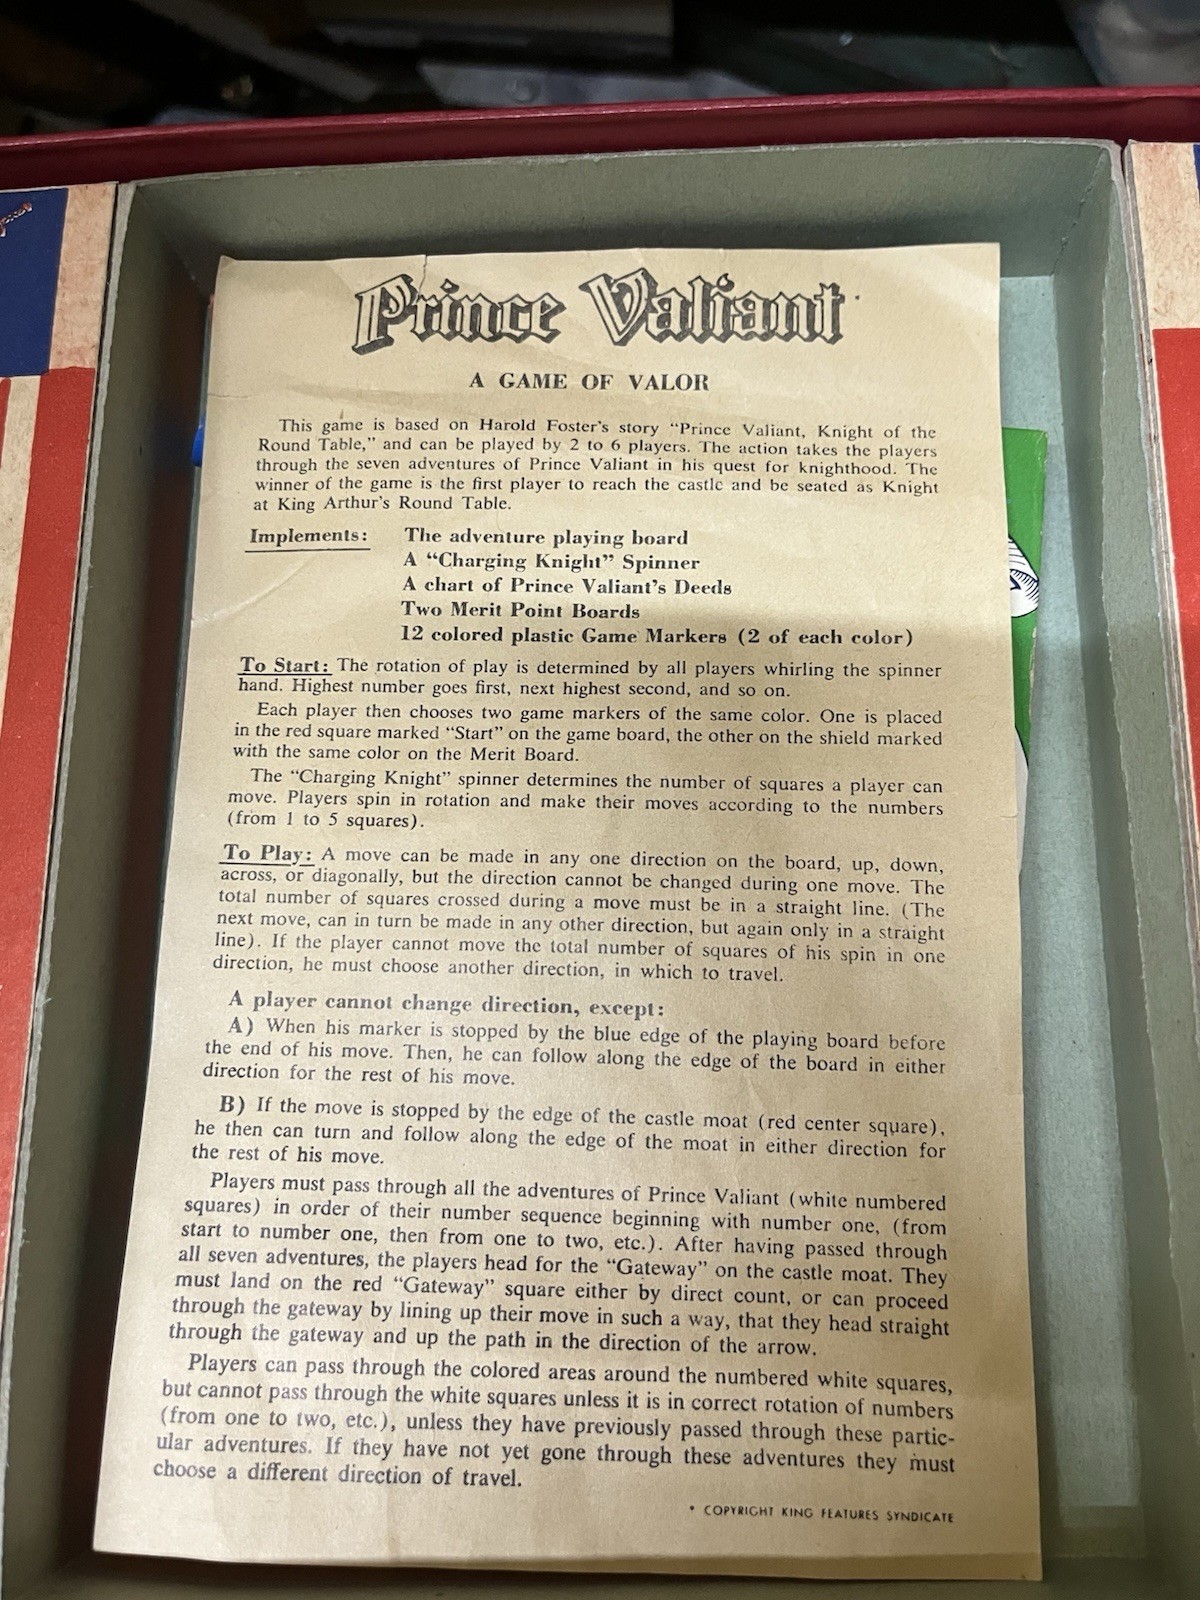 Prince Valiant
A GAME OF VALOR
This game is based on Harold Foster's story "Prince Valiant, Knight of the
Round Table," and can be played by 2 to 6 players. The action takes the players
through the seven adventures of Prince Valiant in his quest for knighthood. The
winner of the game is the first player to reach the castle and be seated as Knight
at King Arthur's Round Table.
Implements: The adventure playing board
A "Charging Knight" Spinner
A chart of Prince Valiant's Deeds
Two Merit Point Boards
12 colored plastic Game Markers (2 of each color)
To Start: The rotation of play is determined by all players whirling the spinner
hand. Highest number goes first, next highest second, and so on.
Each player then chooses two game markers of the same color. One is placed
in the red square marked "Start" on the game board, the other on the shield marked
with the same color on the Merit Board.
The "Charging Knight" spinner determines the number of squares a player can
move. Players spin in rotation and make their moves according to the numbers
(from 1 to 5 squares).
To Play: A move can be made in any one direction on the board, up, down,
across, or diagonally, but the direction cannot be changed during one move. The
total number of squares crossed during a move must be in a straight line. (The
next move, can in turn be made in any other direction, but again only in a straight
line). If the player cannot move the total number of squares of his spin in one
direction, he must choose another direction, in which to travel.
A player cannot change direction, except:
A) When his marker is stopped by the blue edge of the playing board before
the end of his move. Then, he can follow along the edge of the board in either
direction for the rest of his move.
B) If the move is stopped by the edge of the castle moat (red center square),
he then can turn and follow along the edge of the moat in either direction for
the rest of his move.
Players must pass through all the adventures of Prince Valiant (white numbered
squares) in order of their number sequence beginning with number one, (from
start to number one, then from one to two, etc.). After having passed through
all seven adventures, the players head for the "Gateway" on the castle moat. They
must land on the red "Gateway" square either by direct count, or can proceed
through the gateway by lining up their move in such a way, that they head straight
through the gateway and up the path in the direction of the arrow.
Players can pass through the colored areas around the numbered white squares,
but cannot pass through the white squares unless it is in correct rotation of numbers
(from one to two, etc.), unless they have previously passed through these partic-
ular adventures. If they have not yet gone through these adventures they must
choose a different direction of travel.
* COPYRIGHT KING FEATURES SYNDICATE